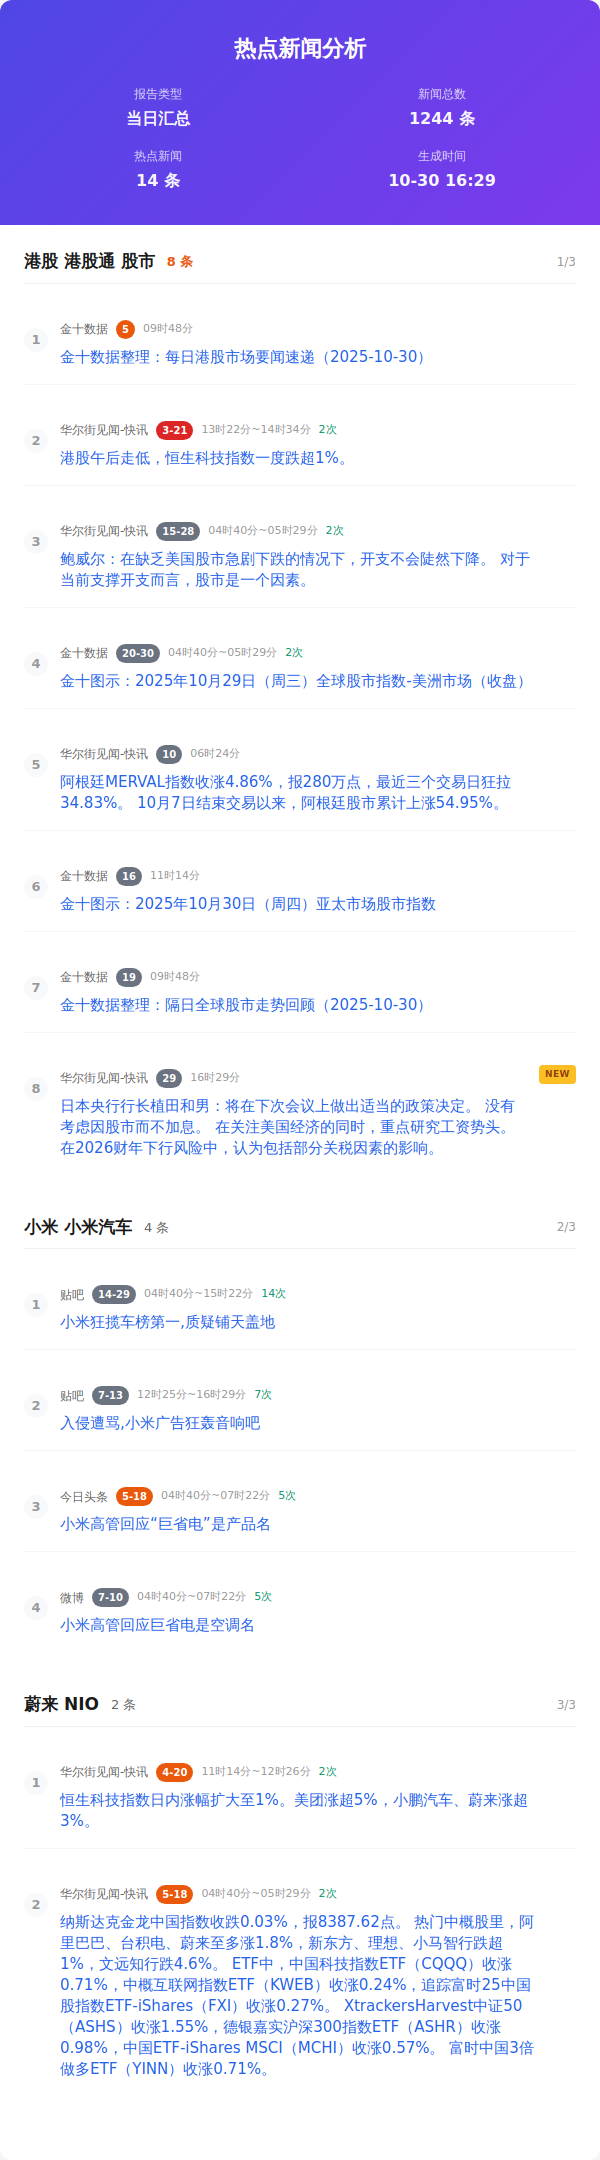 热点新闻分析
报告类型
新闻总数
当日汇总
1244 条
热点新闻
生成时间
14 条
10-30 16:29
港股 港股通 股市 8 条 1/3
1
金十数据 5 09时48分
金十数据整理：每日港股市场要闻速递（2025-10-30）
2
华尔街见闻-快讯 3-21 13时22分~14时34分 2次
港股午后走低，恒生科技指数一度跌超1%。
3
华尔街见闻-快讯 15-28 04时40分~05时29分 2次
鲍威尔：在缺乏美国股市急剧下跌的情况下，开支不会陡然下降。 对于
当前支撑开支而言，股市是一个因素。
4
金十数据 20-30 04时40分~05时29分 2次
金十图示：2025年10月29日（周三）全球股市指数-美洲市场（收盘）
5
华尔街见闻-快讯 10 06时24分
阿根廷MERVAL指数收涨4.86%，报280万点，最近三个交易日狂拉
34.83%。 10月7日结束交易以来，阿根廷股市累计上涨54.95%。
6
金十数据 16 11时14分
金十图示：2025年10月30日（周四）亚太市场股市指数
7
金十数据 19 09时48分
金十数据整理：隔日全球股市走势回顾（2025-10-30）
8
华尔街见闻-快讯 29 16时29分 NEW
日本央行行长植田和男：将在下次会议上做出适当的政策决定。 没有
考虑因股市而不加息。 在关注美国经济的同时，重点研究工资势头。
在2026财年下行风险中，认为包括部分关税因素的影响。
小米 小米汽车 4 条 2/3
1
贴吧 14-29 04时40分~15时22分 14次
小米狂揽车榜第一,质疑铺天盖地
2
贴吧 7-13 12时25分~16时29分 7次
入侵遭骂,小米广告狂轰音响吧
3
今日头条 5-18 04时40分~07时22分 5次
小米高管回应“巨省电”是产品名
4
微博 7-10 04时40分~07时22分 5次
小米高管回应巨省电是空调名
蔚来 NIO 2 条 3/3
1
华尔街见闻-快讯 4-20 11时14分~12时26分 2次
恒生科技指数日内涨幅扩大至1%。美团涨超5%，小鹏汽车、蔚来涨超
3%。
2
华尔街见闻-快讯 5-18 04时40分~05时29分 2次
纳斯达克金龙中国指数收跌0.03%，报8387.62点。 热门中概股里，阿
里巴巴、台积电、蔚来至多涨1.8%，新东方、理想、小马智行跌超
1%，文远知行跌4.6%。 ETF中，中国科技指数ETF（CQQQ）收涨
0.71%，中概互联网指数ETF（KWEB）收涨0.24%，追踪富时25中国
股指数ETF-iShares（FXI）收涨0.27%。 XtrackersHarvest中证50
（ASHS）收涨1.55%，德银嘉实沪深300指数ETF（ASHR）收涨
0.98%，中国ETF-iShares MSCI（MCHI）收涨0.57%。 富时中国3倍
做多ETF（YINN）收涨0.71%。